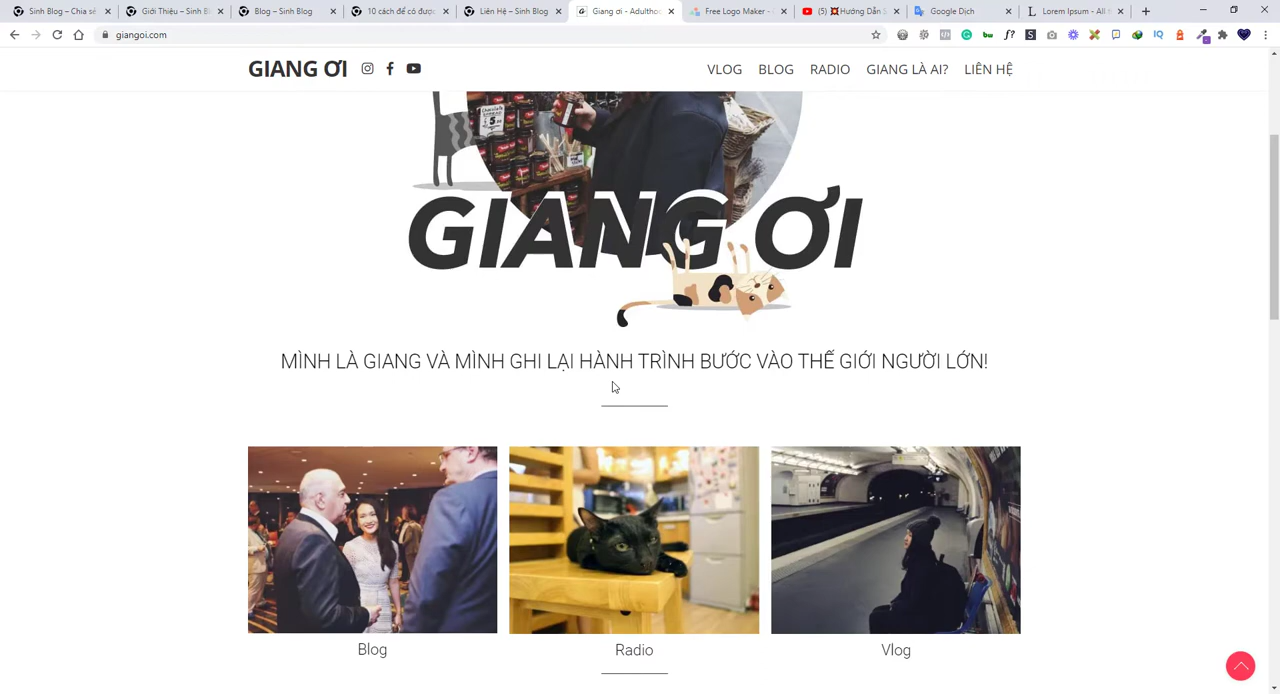 Sinh Blog – Chia sẻ
Giới Thiệu – Sinh Bl
Blog – Sinh Blog
10 cách để có được
Liên Hệ – Sinh Blog
Giang ơi - Adulthoo
Free Logo Maker - C
(5) 💥Hướng Dẫn S
Google Dịch
Lorem Ipsum - All t
giangoi.com
GIANG ƠI
VLOG
BLOG
RADIO
GIANG LÀ AI?
LIÊN HỆ
GIANG ƠI
MÌNH LÀ GIANG VÀ MÌNH GHI LẠI HÀNH TRÌNH BƯỚC VÀO THẾ GIỚI NGƯỜI LỚN!
Blog
Radio
Vlog